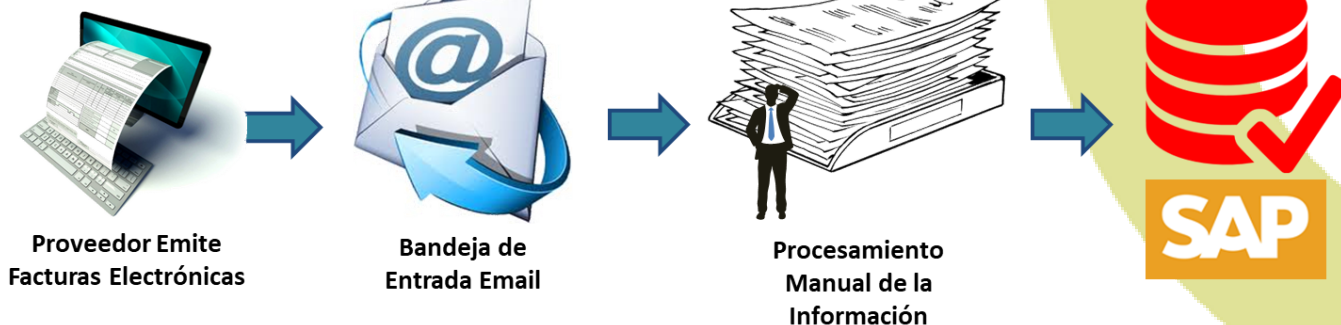 Proveedor Emite
Facturas Electrónicas
Bandeja de
Entrada Email
Procesamiento
Manual de la
Información
SAP